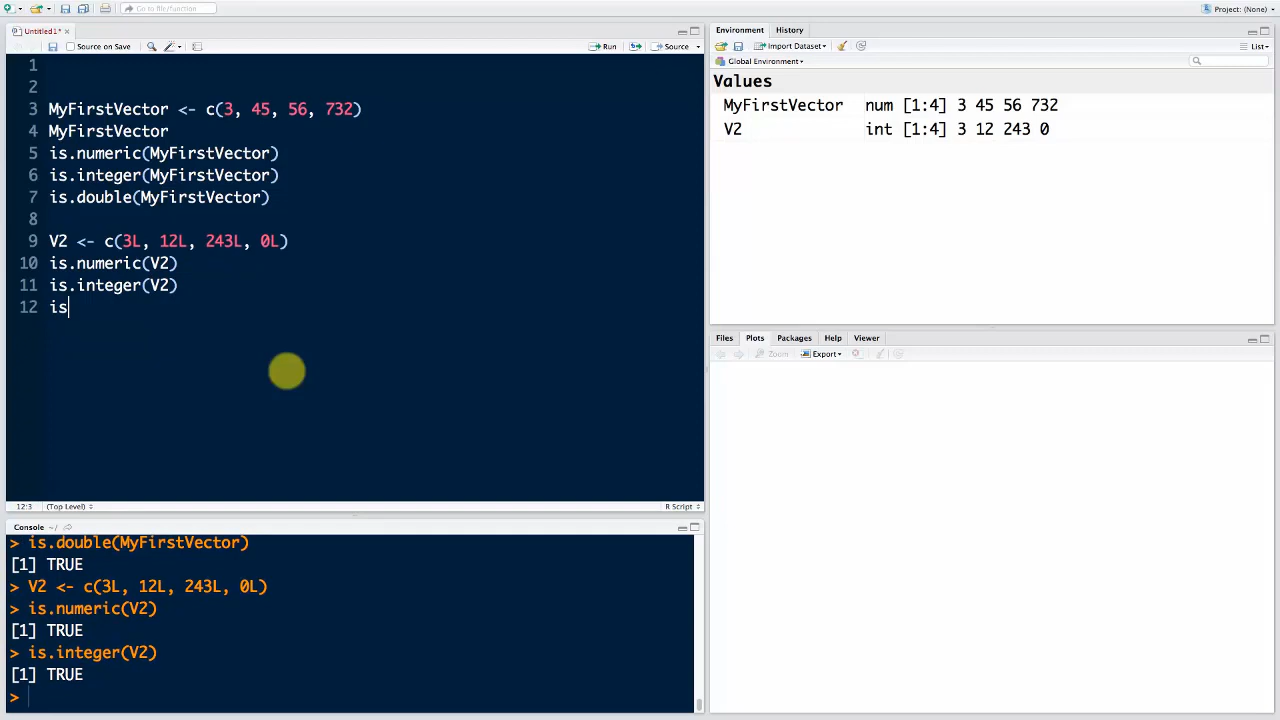 Go to file/function
Project: (None)
Untitled1*
Source on Save
Run
Source
1
2
3 MyFirstVector <- c(3, 45, 56, 732)
4 MyFirstVector
5 is.numeric(MyFirstVector)
6 is.integer(MyFirstVector)
7 is.double(MyFirstVector)
8
9 V2 <- c(3L, 12L, 243L, 0L)
10 is.numeric(V2)
11 is.integer(V2)
12 is
12:3 (Top Level) R Script
Console ~/
> is.double(MyFirstVector)
[1] TRUE
> V2 <- c(3L, 12L, 243L, 0L)
> is.numeric(V2)
[1] TRUE
> is.integer(V2)
[1] TRUE
>
Environment History
Import Dataset List
Global Environment
Values
MyFirstVector num [1:4] 3 45 56 732
V2 int [1:4] 3 12 243 0
Files Plots Packages Help Viewer
Zoom Export